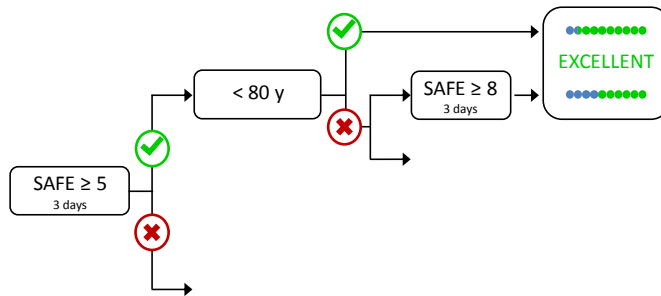 EXCELLENT
< 80 y
SAFE ≥ 8
3 days
SAFE ≥ 5
3 days